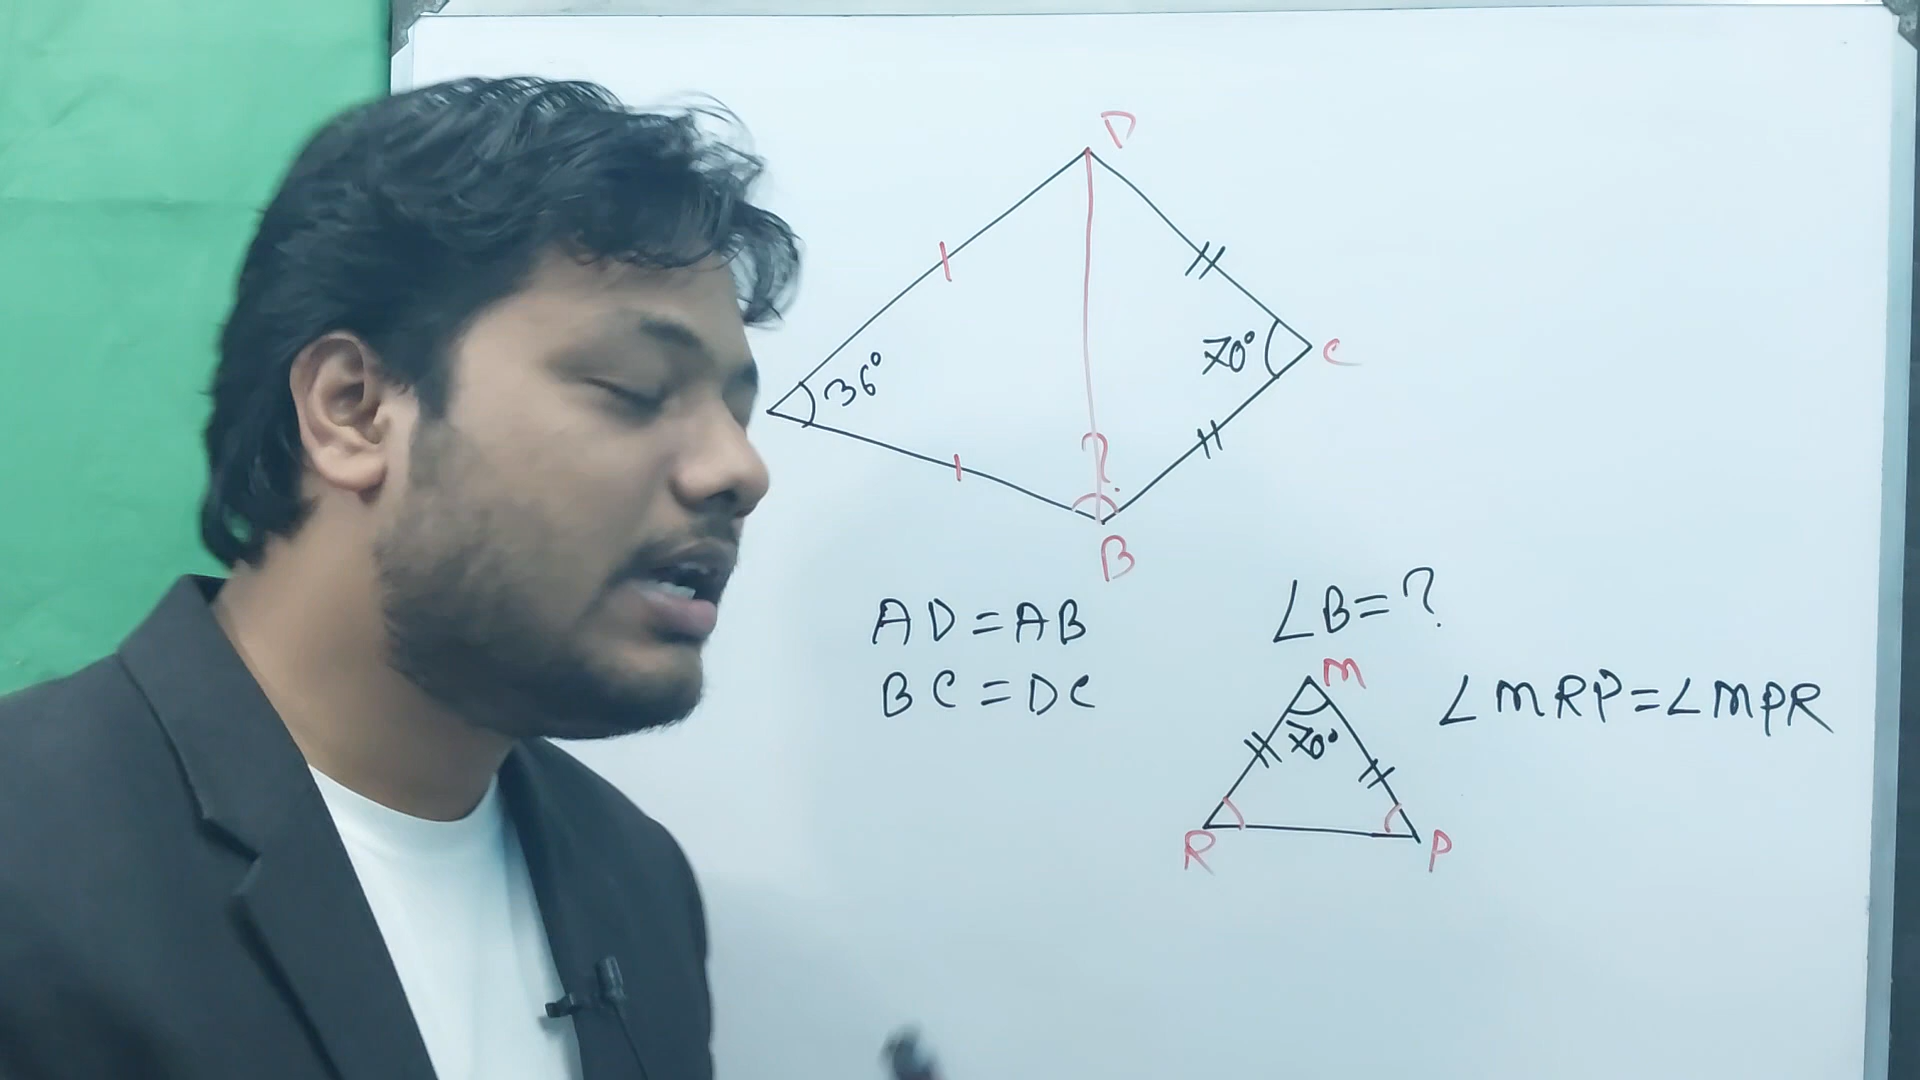 D
36°
70°
C
?
B
AD=AB
∠B=?
BC=DC
M
∠MRP=∠MPR
70°
R
P